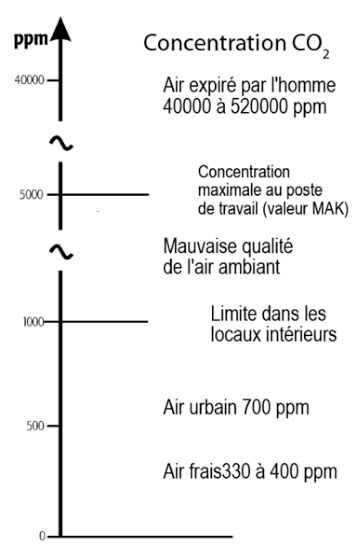 ppm
Concentration CO2
40000
Air expiré par l'homme
40000 à 520000 ppm
Concentration
maximale au poste
de travail (valeur MAK)
5000
Mauvaise qualité
de l'air ambiant
Limite dans les
locaux intérieurs
1000
Air urbain 700 ppm
500
Air frais330 à 400 ppm
0